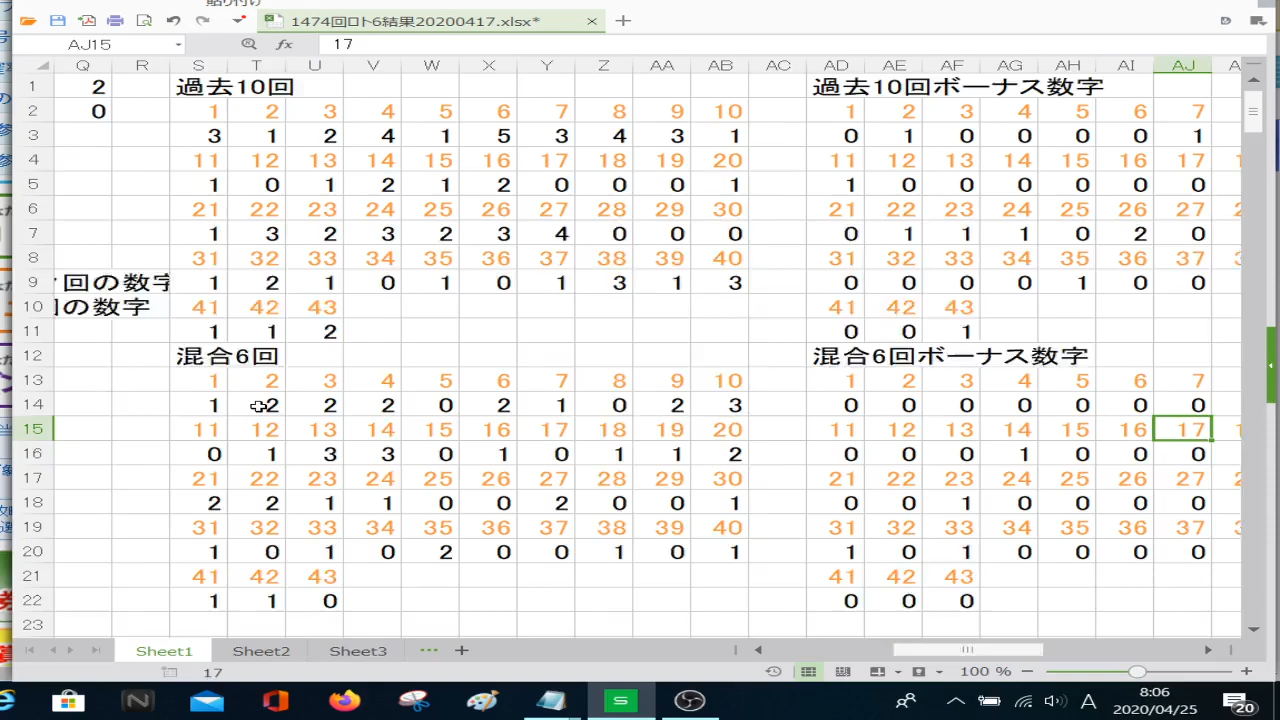 1474回ロト6結果20200417.xlsx*
AJ15 fx 17
Q R S T U V W X Y Z AA AB AC AD AE AF AG AH AI AJ
1 2 過去10回 過去10回ボーナス数字
2 0 1 2 3 4 5 6 7 8 9 10 1 2 3 4 5 6 7
3 3 1 2 4 1 5 3 4 3 1 0 1 0 0 0 0 1
4 11 12 13 14 15 16 17 18 19 20 11 12 13 14 15 16 17
5 1 0 1 2 1 2 0 0 0 1 1 0 0 0 0 0 0
6 21 22 23 24 25 26 27 28 29 30 21 22 23 24 25 26 27
7 1 3 2 3 2 3 4 0 0 0 0 1 1 1 0 2 0
8 31 32 33 34 35 36 37 38 39 40 31 32 33 34 35 36 37
9 回の数字 1 2 1 0 1 0 1 3 1 3 0 0 0 0 1 0 0
10 回の数字 41 42 43 41 42 43
11 1 1 2 0 0 1
12 混合6回 混合6回ボーナス数字
13 1 2 3 4 5 6 7 8 9 10 1 2 3 4 5 6 7
14 1 2 2 2 0 2 1 0 2 3 0 0 0 0 0 0 0
15 11 12 13 14 15 16 17 18 19 20 11 12 13 14 15 16 17
16 0 1 3 3 0 1 0 1 1 2 0 0 0 1 0 0 0
17 21 22 23 24 25 26 27 28 29 30 21 22 23 24 25 26 27
18 2 2 1 1 0 0 2 0 0 1 0 0 1 0 0 0 0
19 31 32 33 34 35 36 37 38 39 40 31 32 33 34 35 36 37
20 1 0 1 0 2 0 0 1 0 1 1 0 1 0 0 0 0
21 41 42 43 41 42 43
22 1 1 0 0 0 0
23
Sheet1 Sheet2 Sheet3
17 100 %
A 8:06
2020/04/25 20